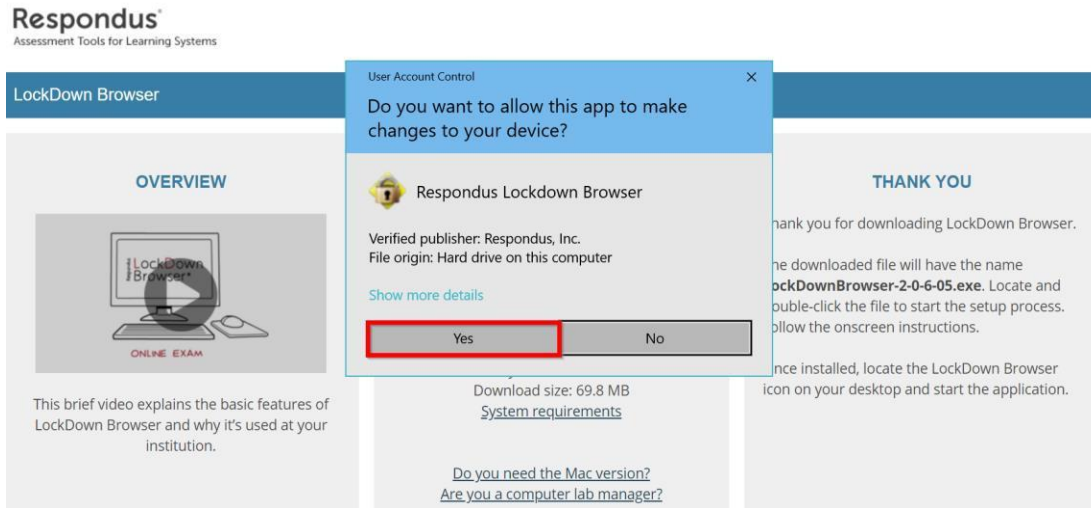 Respondus®
Assessment Tools for Learning Systems
LockDown Browser
User Account Control
Do you want to allow this app to make
changes to your device?
Respondus Lockdown Browser
Verified publisher: Respondus, Inc.
File origin: Hard drive on this computer
Show more details
Yes
No
OVERVIEW
LockDown
Browser
ONLINE EXAM
This brief video explains the basic features of
LockDown Browser and why it's used at your
institution.
Download size: 69.8 MB
System requirements
Do you need the Mac version?
Are you a computer lab manager?
THANK YOU
hank you for downloading LockDown Browser.
he downloaded file will have the name
ockDownBrowser-2-0-6-05.exe. Locate and
ouble-click the file to start the setup process.
ollow the onscreen instructions.
nce installed, locate the LockDown Browser
icon on your desktop and start the application.